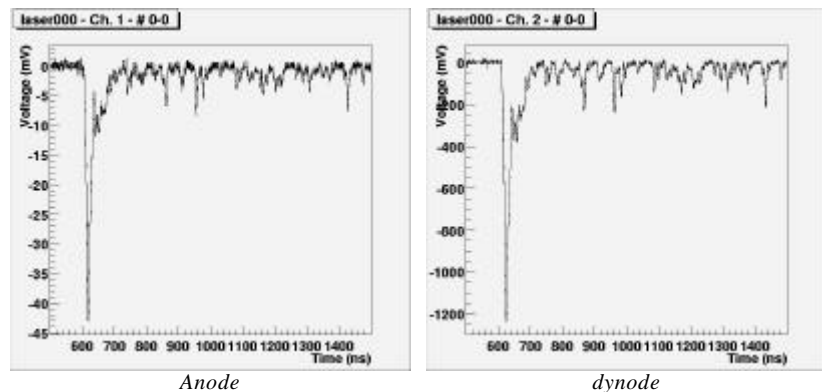 laser000 - Ch. 1 - # 0-0
Voltage (mV)
0
-5
-10
-15
-20
-25
-30
-35
-40
-45
600 700 800 900 1000 1100 1200 1300 1400
Time (ns)
Anode
laser000 - Ch. 2 - # 0-0
Voltage (mV)
0
-200
-400
-600
-800
-1000
-1200
600 700 800 900 1000 1100 1200 1300 1400
Time (ns)
dynode